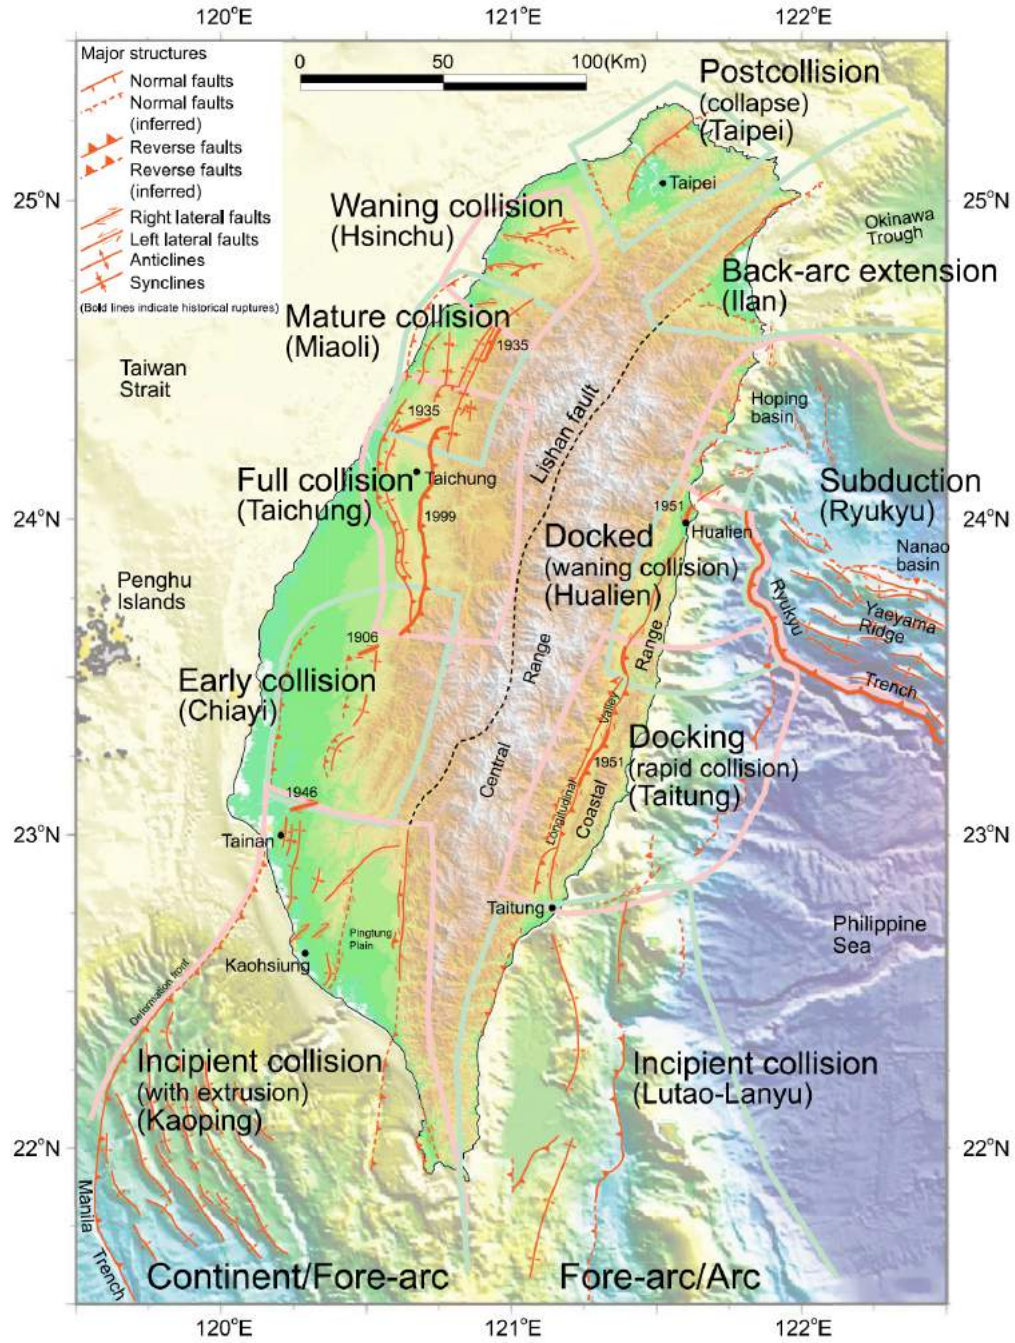 120°E
121°E
122°E
Major structures
Normal faults
Normal faults
(inferred)
Reverse faults
Reverse faults
(inferred)
Right lateral faults
Left lateral faults
Anticlines
Synclines
(Bold lines indicate historical ruptures)
0
50
100(Km)
Postcollision
(collapse)
(Taipei)
Taipei
25°N
25°N
Waning collision
(Hsinchu)
Okinawa
Trough
Back-arc extension
(Ilan)
Mature collision
(Miaoli)
1935
Taiwan
Strait
Hoping
basin
1935
Lishan fault
Full collision
(Taichung)
Taichung
1999
Subduction
(Ryukyu)
24°N
24°N
1951
Hualien
Docked
(waning collision)
(Hualien)
Nanao
basin
Penghu
Islands
Ryukyu
Trench
Yaeyama
Ridge
1906
Early collision
(Chiayi)
Central
Range
Coastal
Range
Longitudinal
Valley
1951
Docking
(rapid collision)
(Taitung)
1946
23°N
23°N
Tainan
Taitung
Pingtung
Plain
Kaohsiung
Philippine
Sea
Deformation front
Incipient collision
(with extrusion)
(Kaoping)
Incipient collision
(Lutao-Lanyu)
22°N
22°N
Manila
Trench
Continent/Fore-arc
Fore-arc/Arc
120°E
121°E
122°E